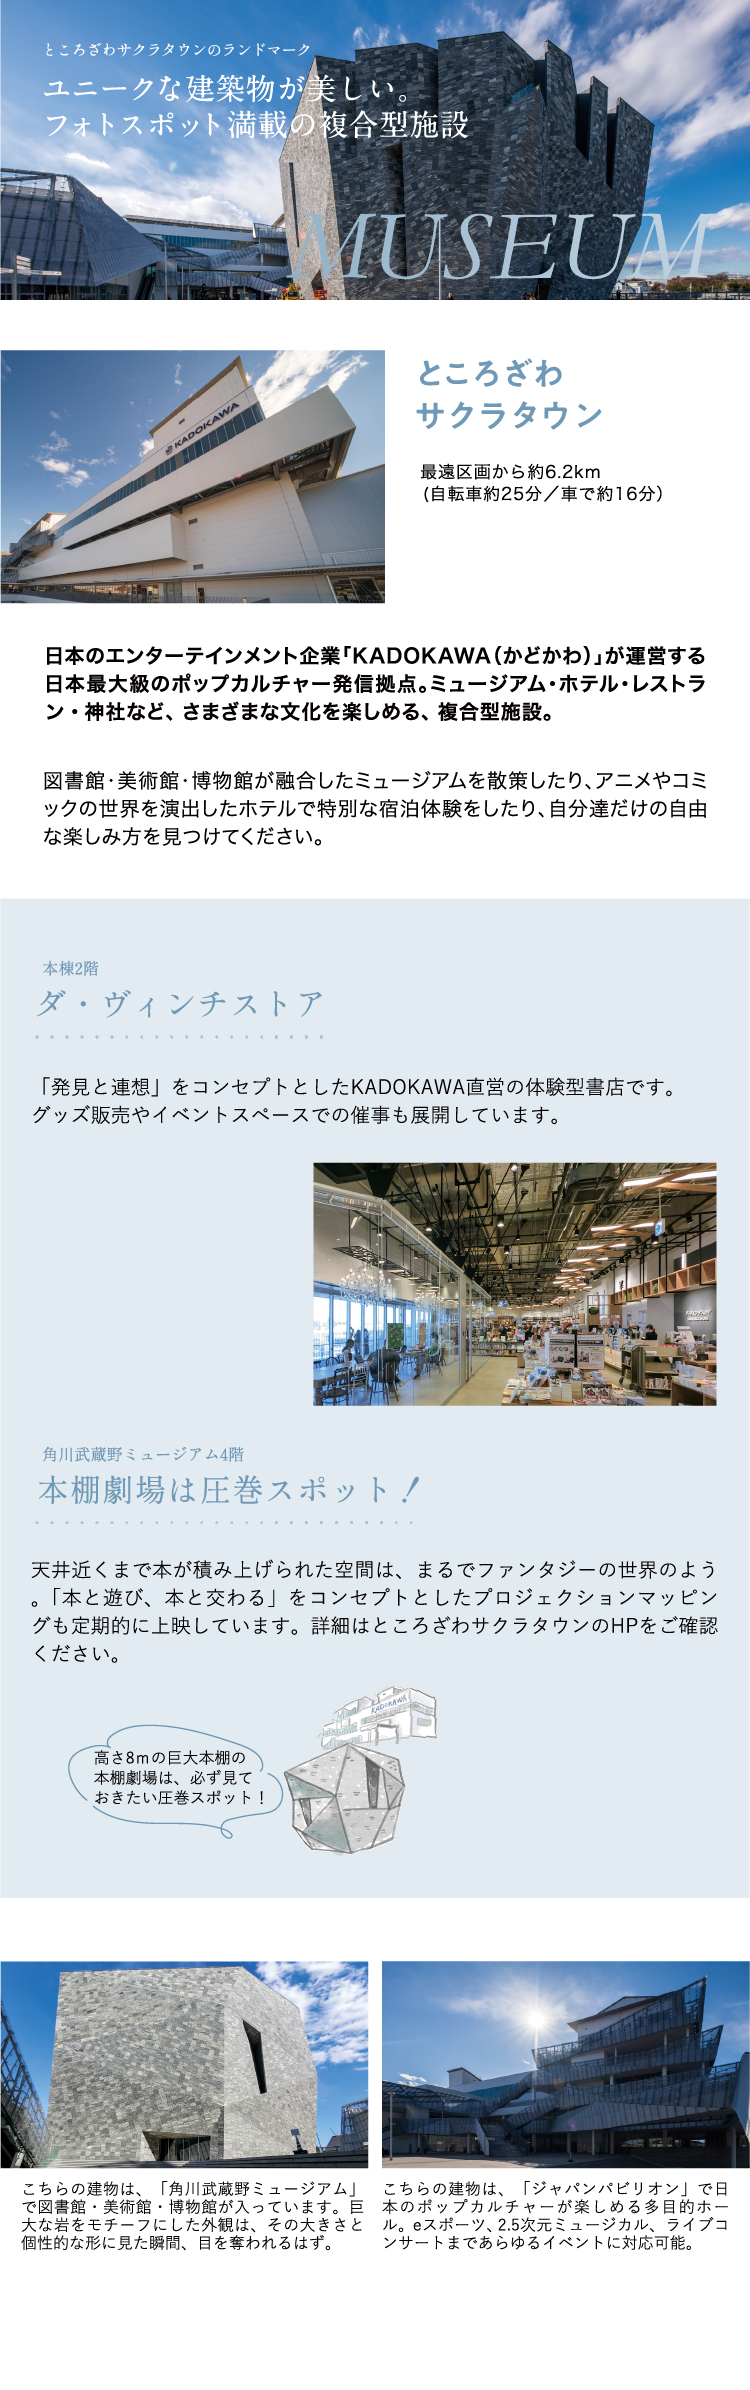 ところざわサクラタウンのランドマーク
ユニークな建築物が美しい。
フォトスポット満載の複合型施設
MUSEUM
KADOKAWA
ところざわ
サクラタウン
最遠区画から約6.2km
(自転車約25分／車で約16分)
日本のエンターテインメント企業「KADOKAWA(かどかわ)」が運営する
日本最大級のポップカルチャー発信拠点。ミュージアム・ホテル・レストラ
ン・神社など、さまざまな文化を楽しめる、複合型施設。
図書館・美術館・博物館が融合したミュージアムを散策したり、アニメやコミ
ックの世界を演出したホテルで特別な宿泊体験をしたり、自分達だけの自由
な楽しみ方を見つけてください。
本棟2階
ダ・ヴィンチストア
「発見と連想」をコンセプトとしたKADOKAWA直営の体験型書店です。
グッズ販売やイベントスペースでの催事も展開しています。
角川武蔵野ミュージアム4階
本棚劇場は圧巻スポット！
天井近くまで本が積み上げられた空間は、まるでファンタジーの世界のよう
。「本と遊び、本と交わる」をコンセプトとしたプロジェクションマッピン
グも定期的に上映しています。詳細はところざわサクラタウンのHPをご確認
ください。
KADOKAWA
高さ8mの巨大本棚の
本棚劇場は、必ず見て
おきたい圧巻スポット！
こちらの建物は、「角川武蔵野ミュージアム」
で図書館・美術館・博物館が入っています。巨
大な岩をモチーフにした外観は、その大きさと
個性的な形に見た瞬間、目を奪われるはず。
こちらの建物は、「ジャパンパビリオン」で日
本のポップカルチャーが楽しめる多目的ホー
ル。eスポーツ、2.5次元ミュージカル、ライブコ
ンサートまであらゆるイベントに対応可能。